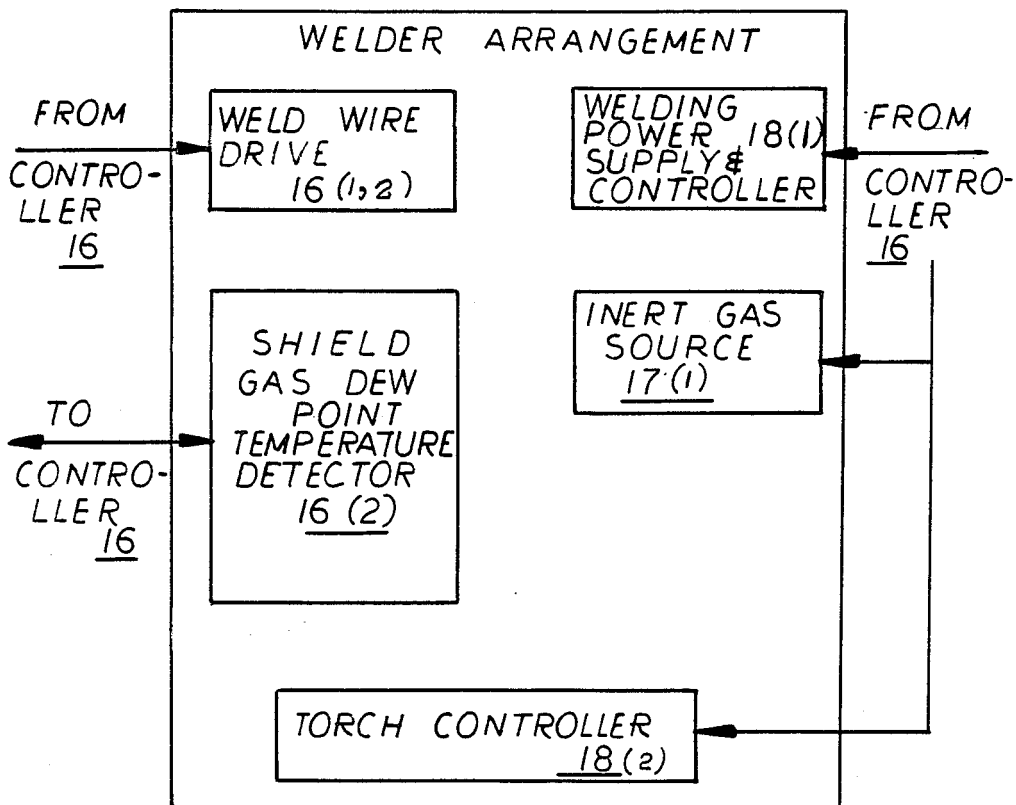 WELDER ARRANGEMENT
FROM
CONTRO-
LLER
16
WELD WIRE
DRIVE
16 (1,2)
WELDING
POWER 18(1)
SUPPLY &
CONTROLLER
FROM
CONTRO-
LLER
16
TO
CONTRO-
LLER
16
SHIELD
GAS DEW
POINT
TEMPERATURE
DETECTOR
16 (2)
INERT GAS
SOURCE
17(1)
TORCH CONTROLLER
18(2)